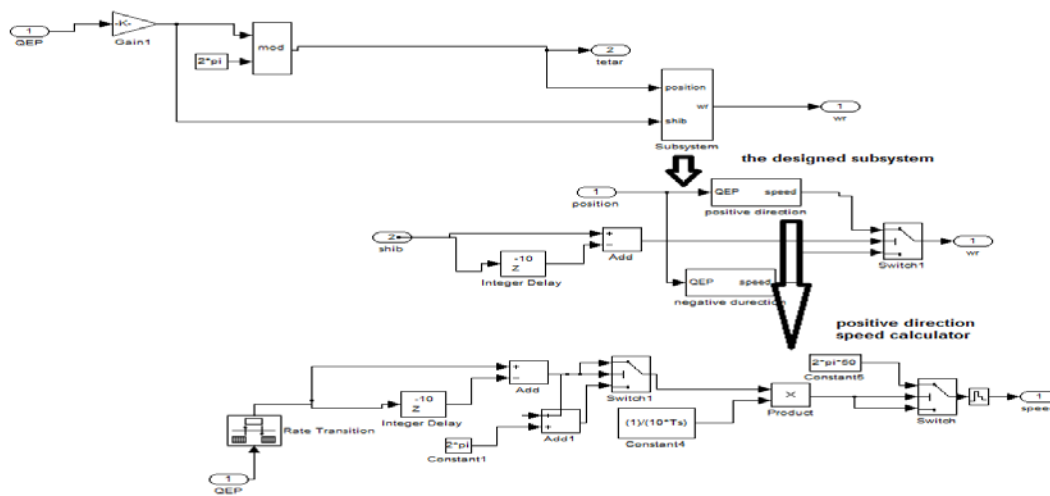 1
QEP
-K-
Gain1
2*pi
mod
2
tetar
position
wr
shib
Subsystem
1
wr
the designed subsystem
1
position
QEP speed
positive direction
2
shib
-10
Z
Integer Delay
+
-
Add
Switch1
1
wr
QEP speed
negative durection
positive direction
speed calculator
Rate Transition
1
QEP
-10
Z
Integer Delay
+
-
Add
2*pi
Constant1
+
+
Add1
Switch1
(1)/(10*Ts)
Constant4
X
Product
2*pi*50
Constant5
Switch
1
speed